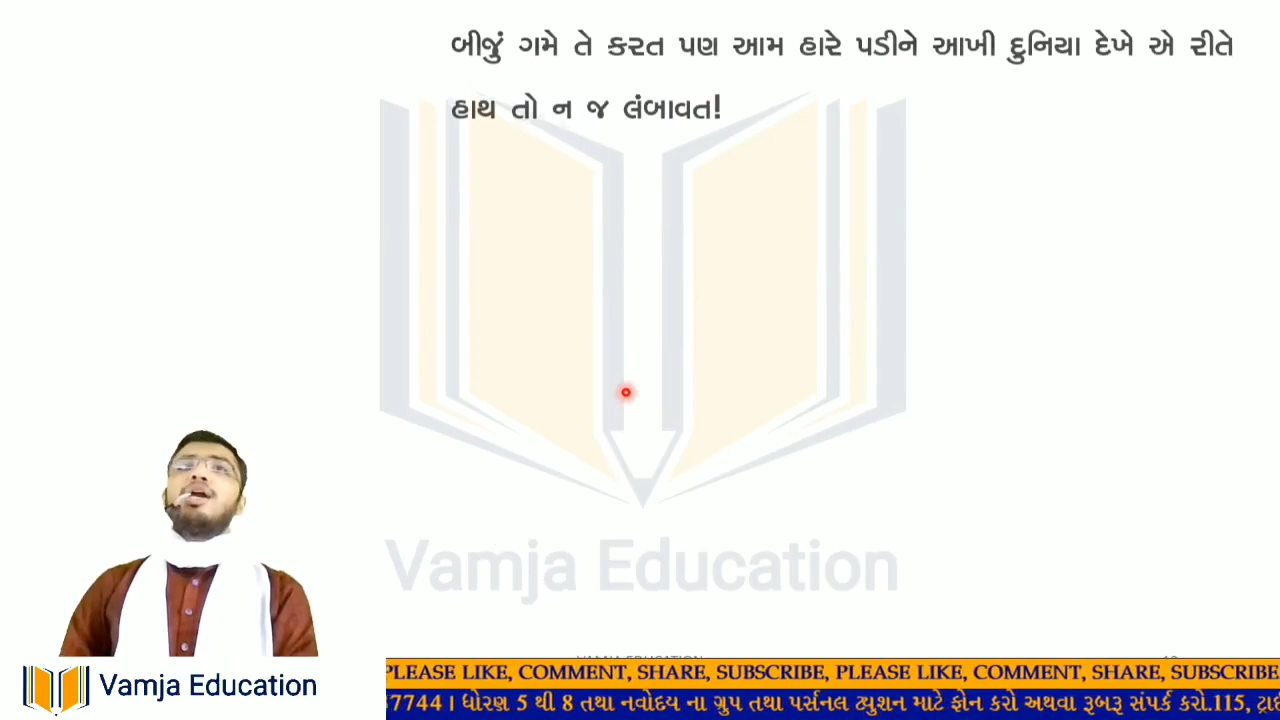 બીજું ગમે તે કરત પણ આમ હારે પડીને આખી દુનિયા દેખે એ રીતે
હાથ તો ન જ લંબાવત!
Vamja Education
Vamja Education
PLEASE LIKE, COMMENT, SHARE, SUBSCRIBE, PLEASE LIKE, COMMENT, SHARE, SUBSCRIBE
7744 । ધોરણ 5 થી 8 તથા નવોદય ના ગ્રુપ તથા પર્સનલ ટ્યુશન માટે ફોન કરો અથવા રૂબરૂ સંપર્ક કરો.115,